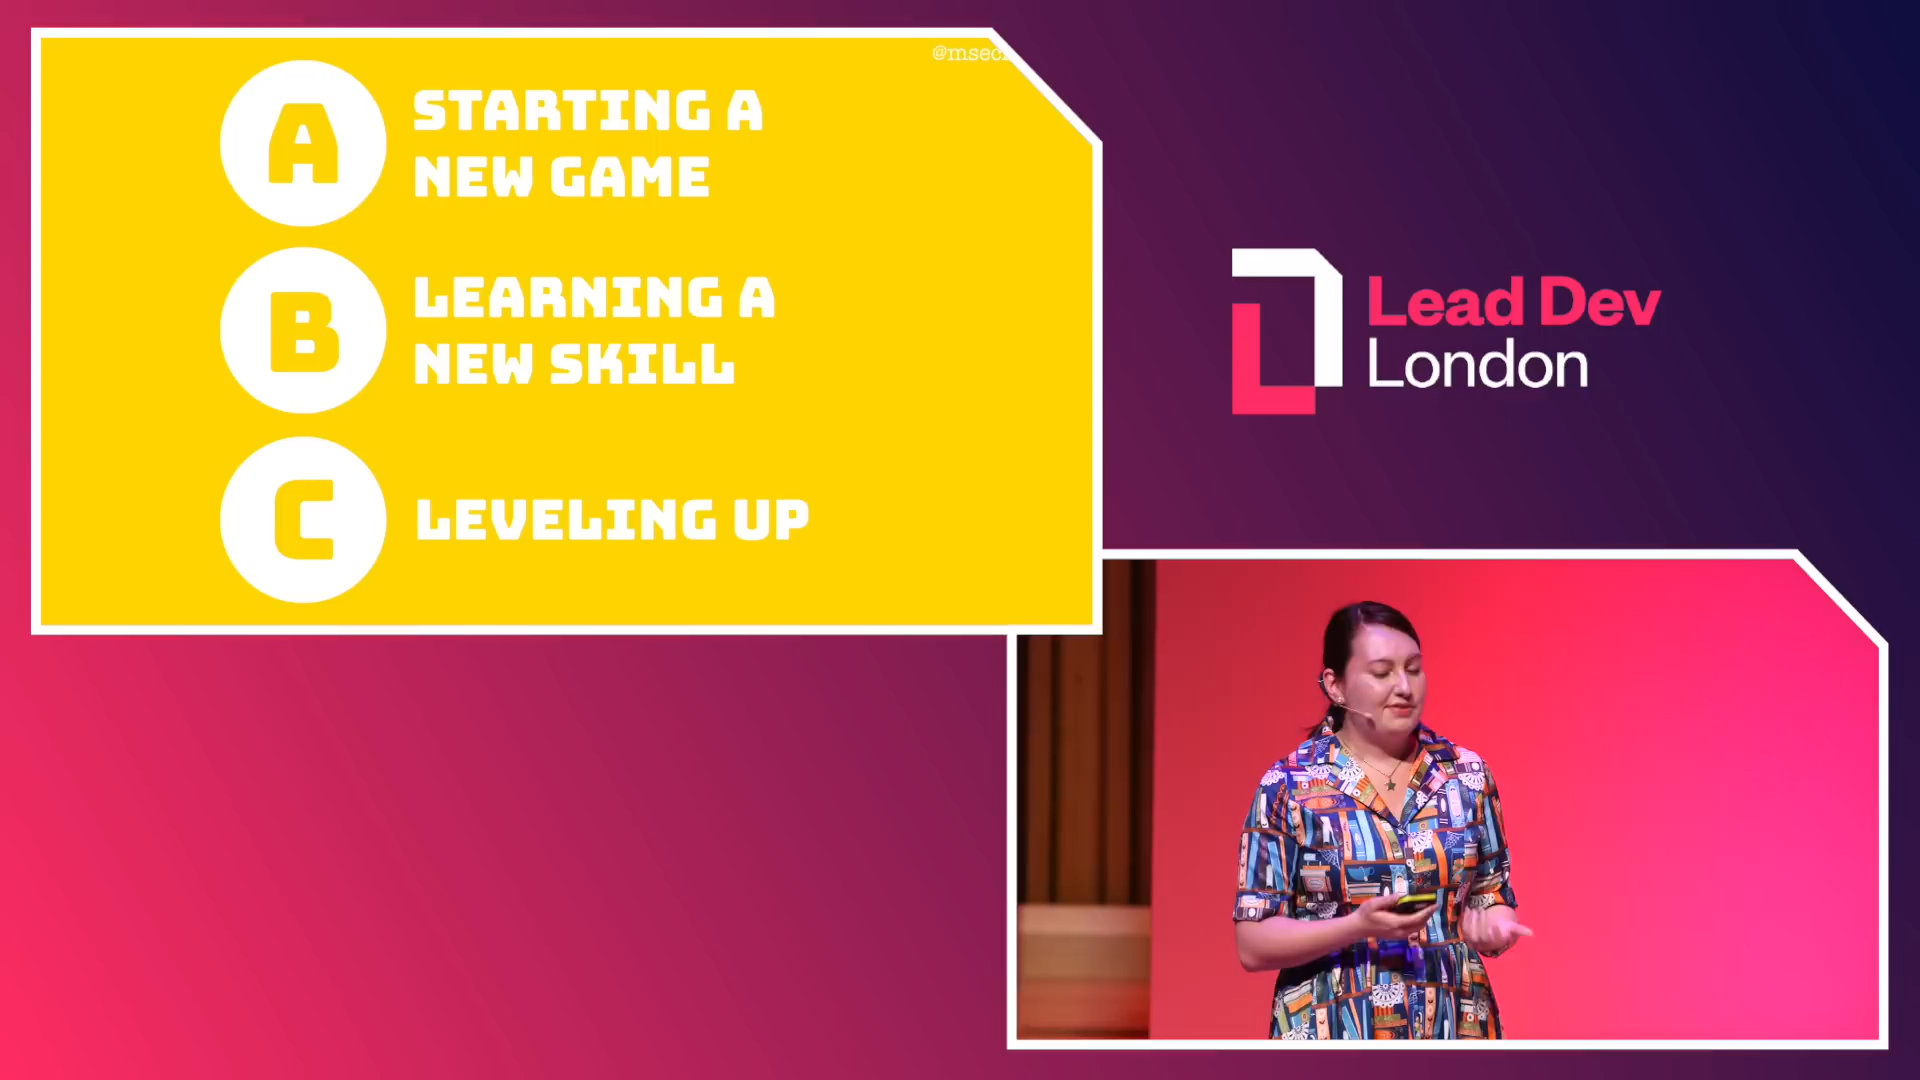 A
STARTING A
NEW GAME
B
LEARNING A
NEW SKILL
C
LEVELING UP
Lead Dev
London